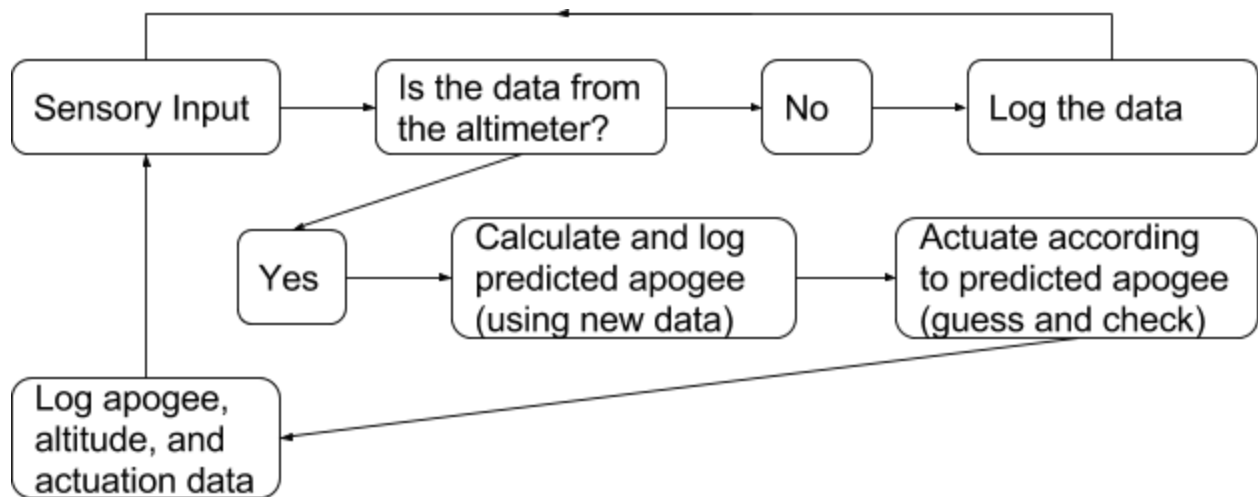 Sensory Input
Is the data from
the altimeter?
No
Log the data
Yes
Calculate and log
predicted apogee
(using new data)
Actuate according
to predicted apogee
(guess and check)
Log apogee,
altitude, and
actuation data